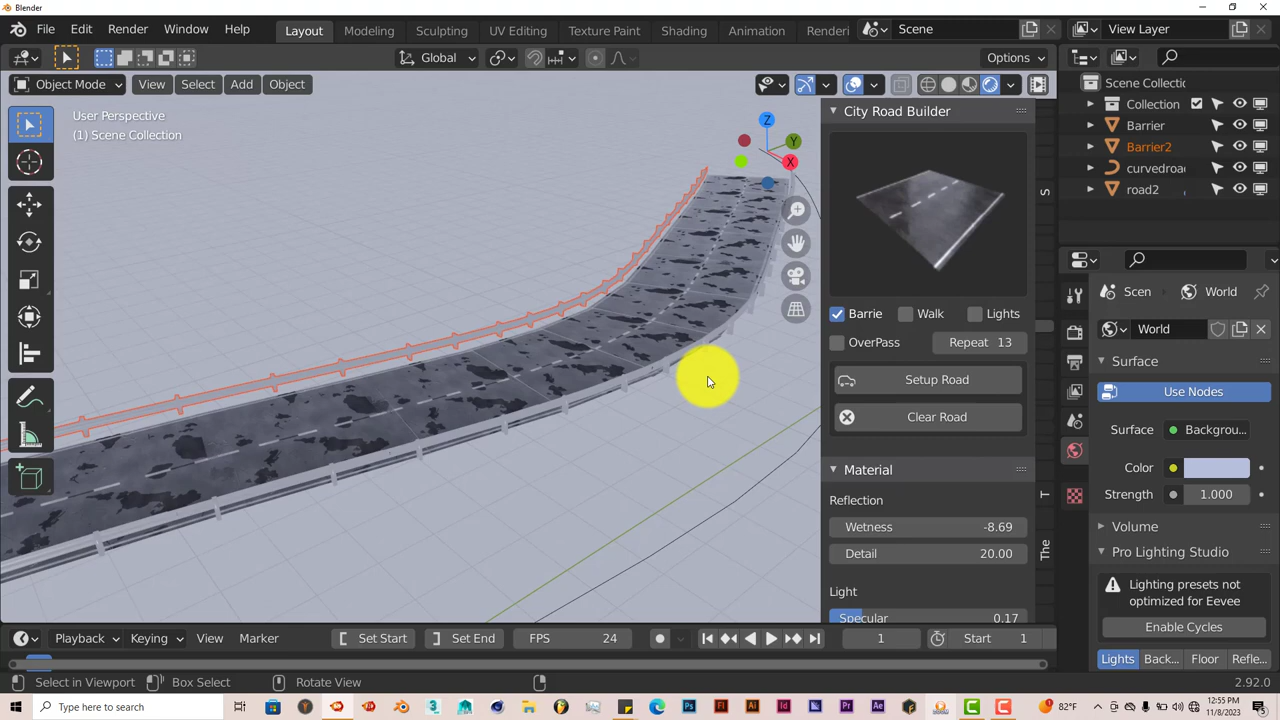 Blender
File Edit Render Window Help Layout Modeling Sculpting UV Editing Texture Paint Shading Animation Renderi Scene View Layer
Global Options
Object Mode View Select Add Object
User Perspective
(1) Scene Collection
Z
Y
X
City Road Builder
Barrie Walk Lights
OverPass Repeat 13
Setup Road
Clear Road
Material
Reflection
Wetness -8.69
Detail 20.00
Light
Specular 0.17
S
T
The
Scene Collectic
Collection
Barrier
Barrier2
curvedroa
road2
Scen World
World
Surface
Use Nodes
Surface Backgrou...
Color
Strength 1.000
Volume
Pro Lighting Studio
Lighting presets not
optimized for Eevee
Enable Cycles
Lights Back... Floor Refle...
Playback Keying View Marker Set Start Set End FPS 24 1 Start 1
Select in Viewport Box Select Rotate View 2.92.0
Type here to search 82°F 12:55 PM
11/8/2023